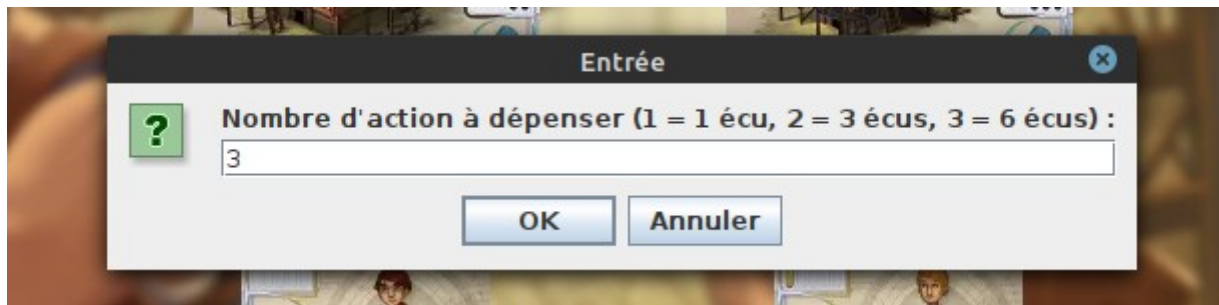 Entrée
Nombre d'action à dépenser (1 = 1 écu, 2 = 3 écus, 3 = 6 écus) :
3
OK
Annuler